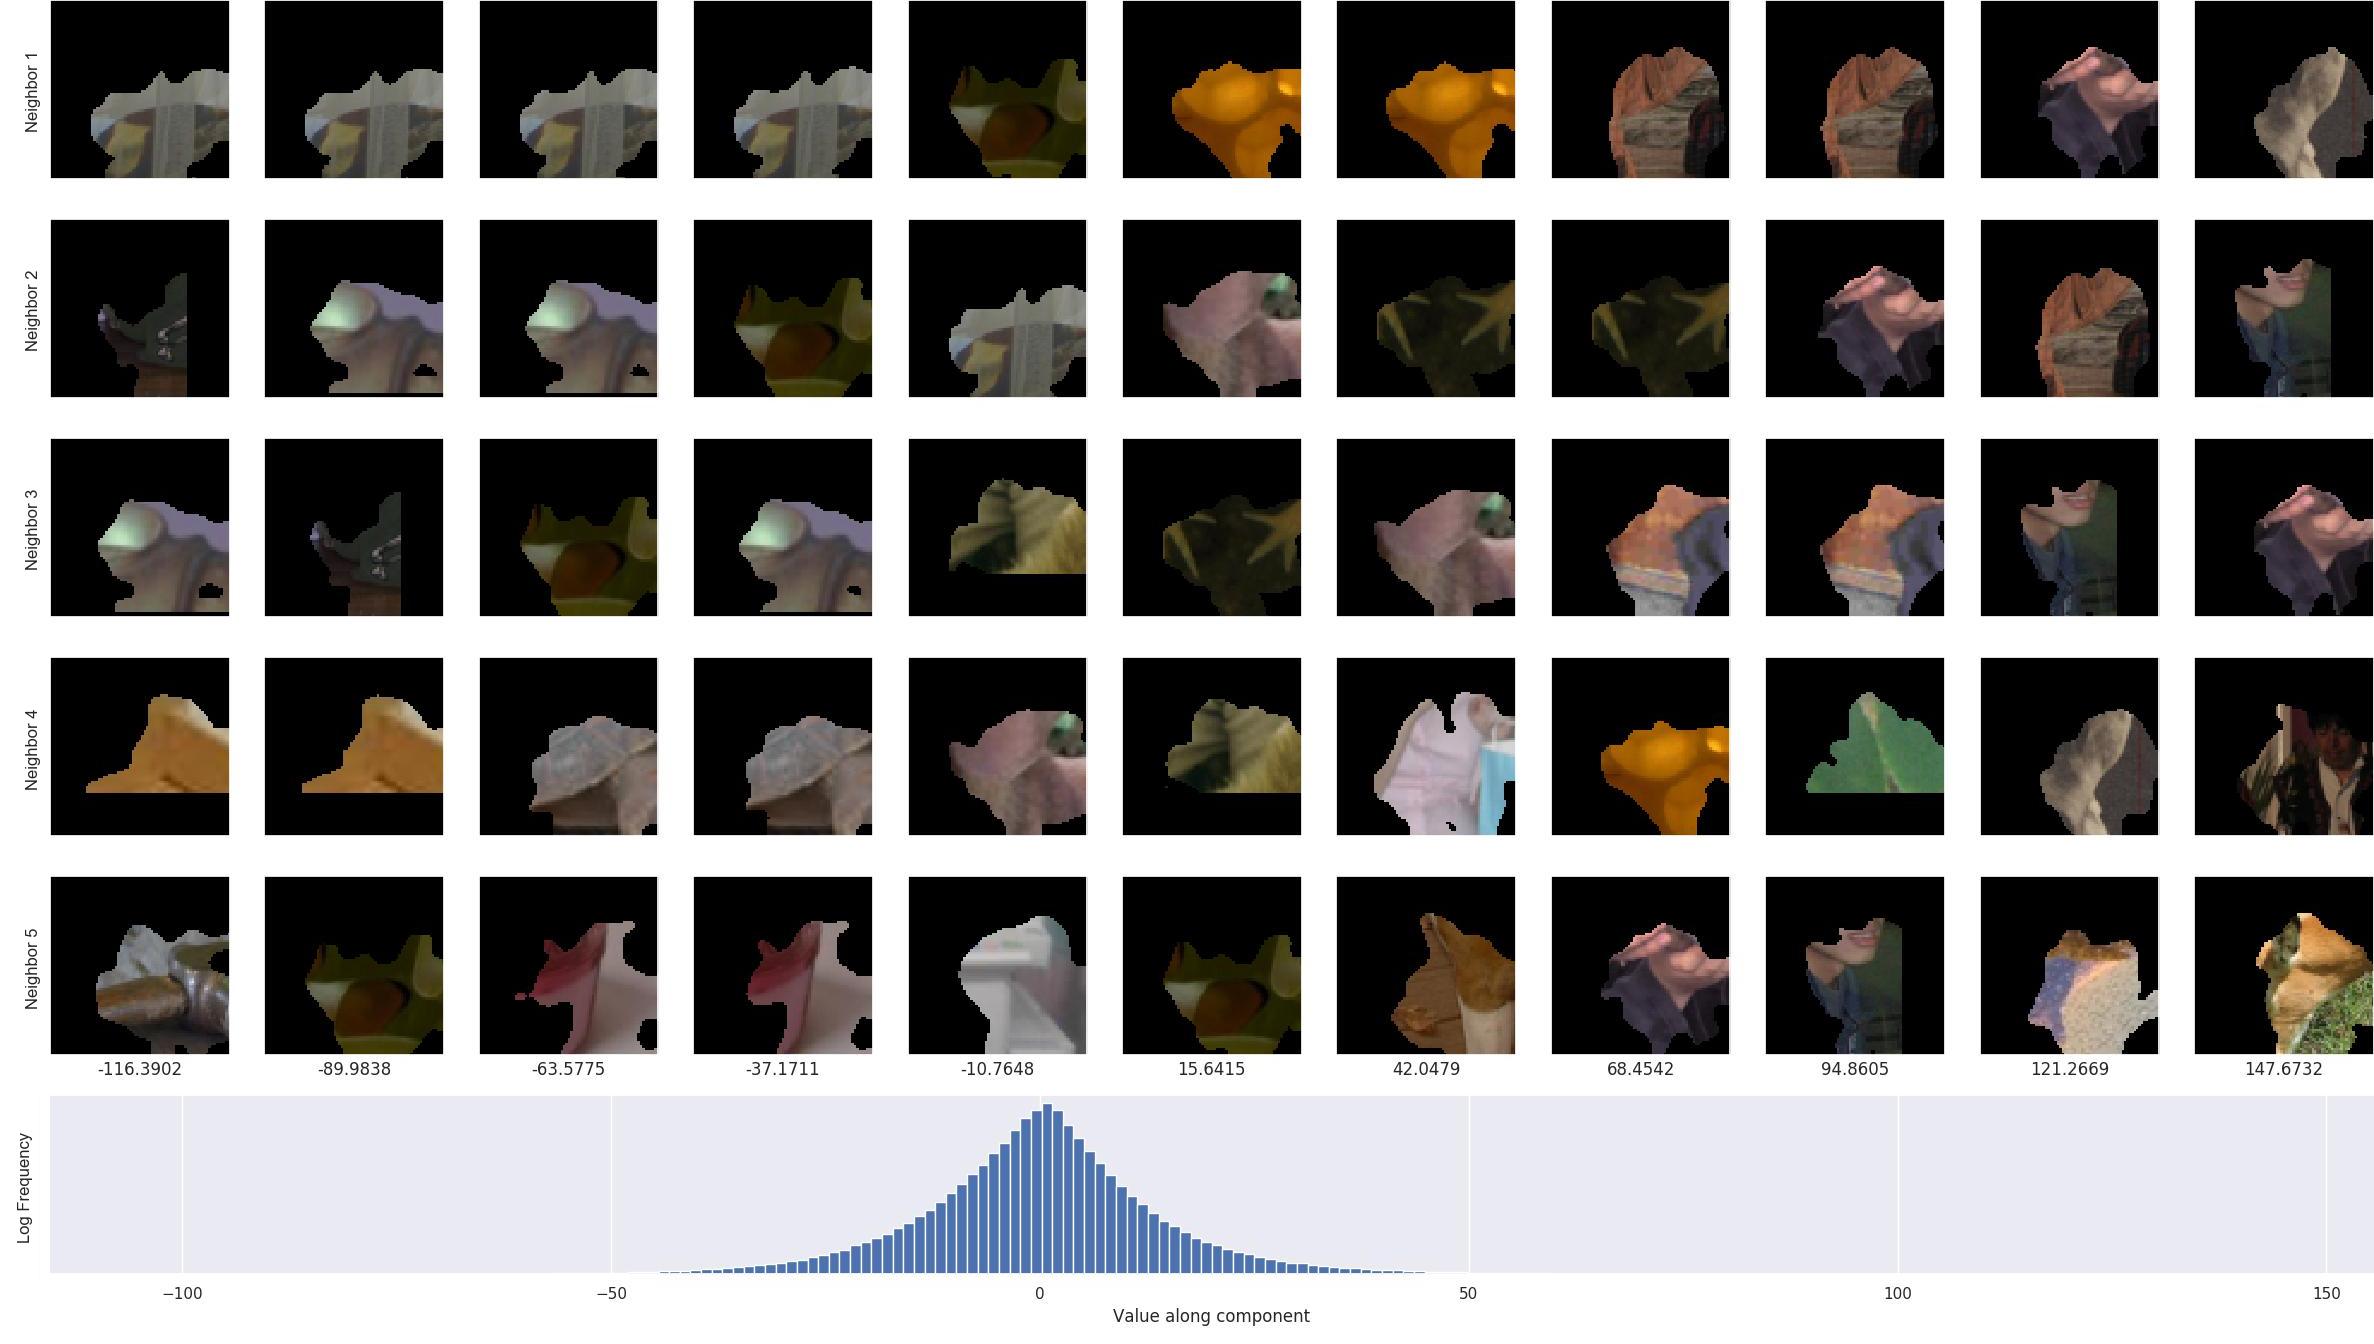 Neighbor 1
Neighbor 2
Neighbor 3
Neighbor 4
Neighbor 5
-116.3902 -89.9838 -63.5775 -37.1711 -10.7648 15.6415 42.0479 68.4542 94.8605 121.2669 147.6732
Log Frequency
−100 −50 0 50 100 150
Value along component